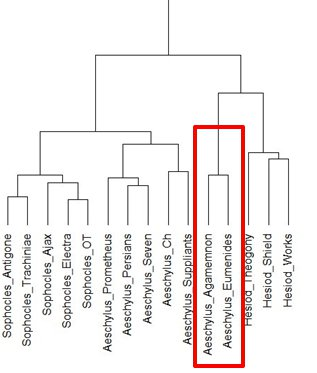 Sophocles_Antigone
Sophocles_Trachiniae
Sophocles_Ajax
Sophocles_Electra
Sophocles_OT
Aeschylus_Prometheus
Aeschylus_Persians
Aeschylus_Seven
Aeschylus_Ch
Aeschylus_Suppliants
Aeschylus_Agamemnon
Aeschylus_Eumenides
Hesiod_Theogony
Hesiod_Shield
Hesiod_Works